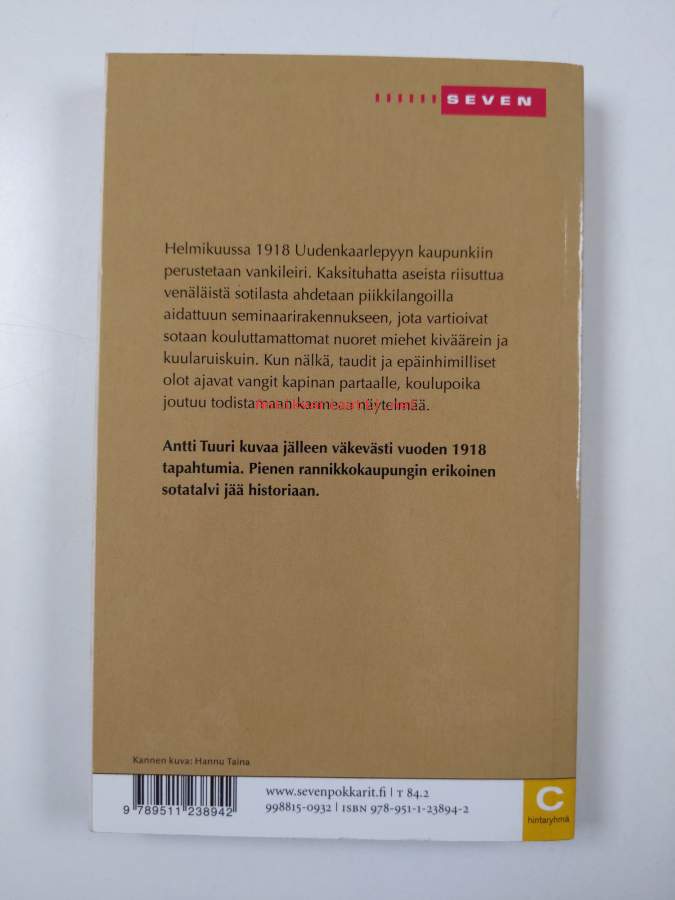 SEVEN
Helmikuussa 1918 Uudenkaarlepyyn kaupunkiin
perustetaan vankileiri. Kaksituhatta aseista riisuttua
venäläistä sotilasta ahdetaan piikkilangoilla
aidattuun seminaarirakennukseen, jota vartioivat
sotaan kouluttamattomat nuoret miehet kiväärein ja
kuularuiskuin. Kun nälkä, taudit ja epäinhimilliset
olot ajavat vangit kapinan partaalle, koulupoika
joutuu todistamaan karmeaa näytelmää.
Antti Tuuri kuvaa jälleen väkevästi vuoden 1918
tapahtumia. Pienen rannikkokaupungin erikoinen
sotatalvi jää historiaan.
Kannen kuva: Hannu Taina
www.sevenpokkarit.fi | T 84.2
998815-0932 | ISBN 978-951-1-23894-2
9 789511 238942
C
hintaryhmä